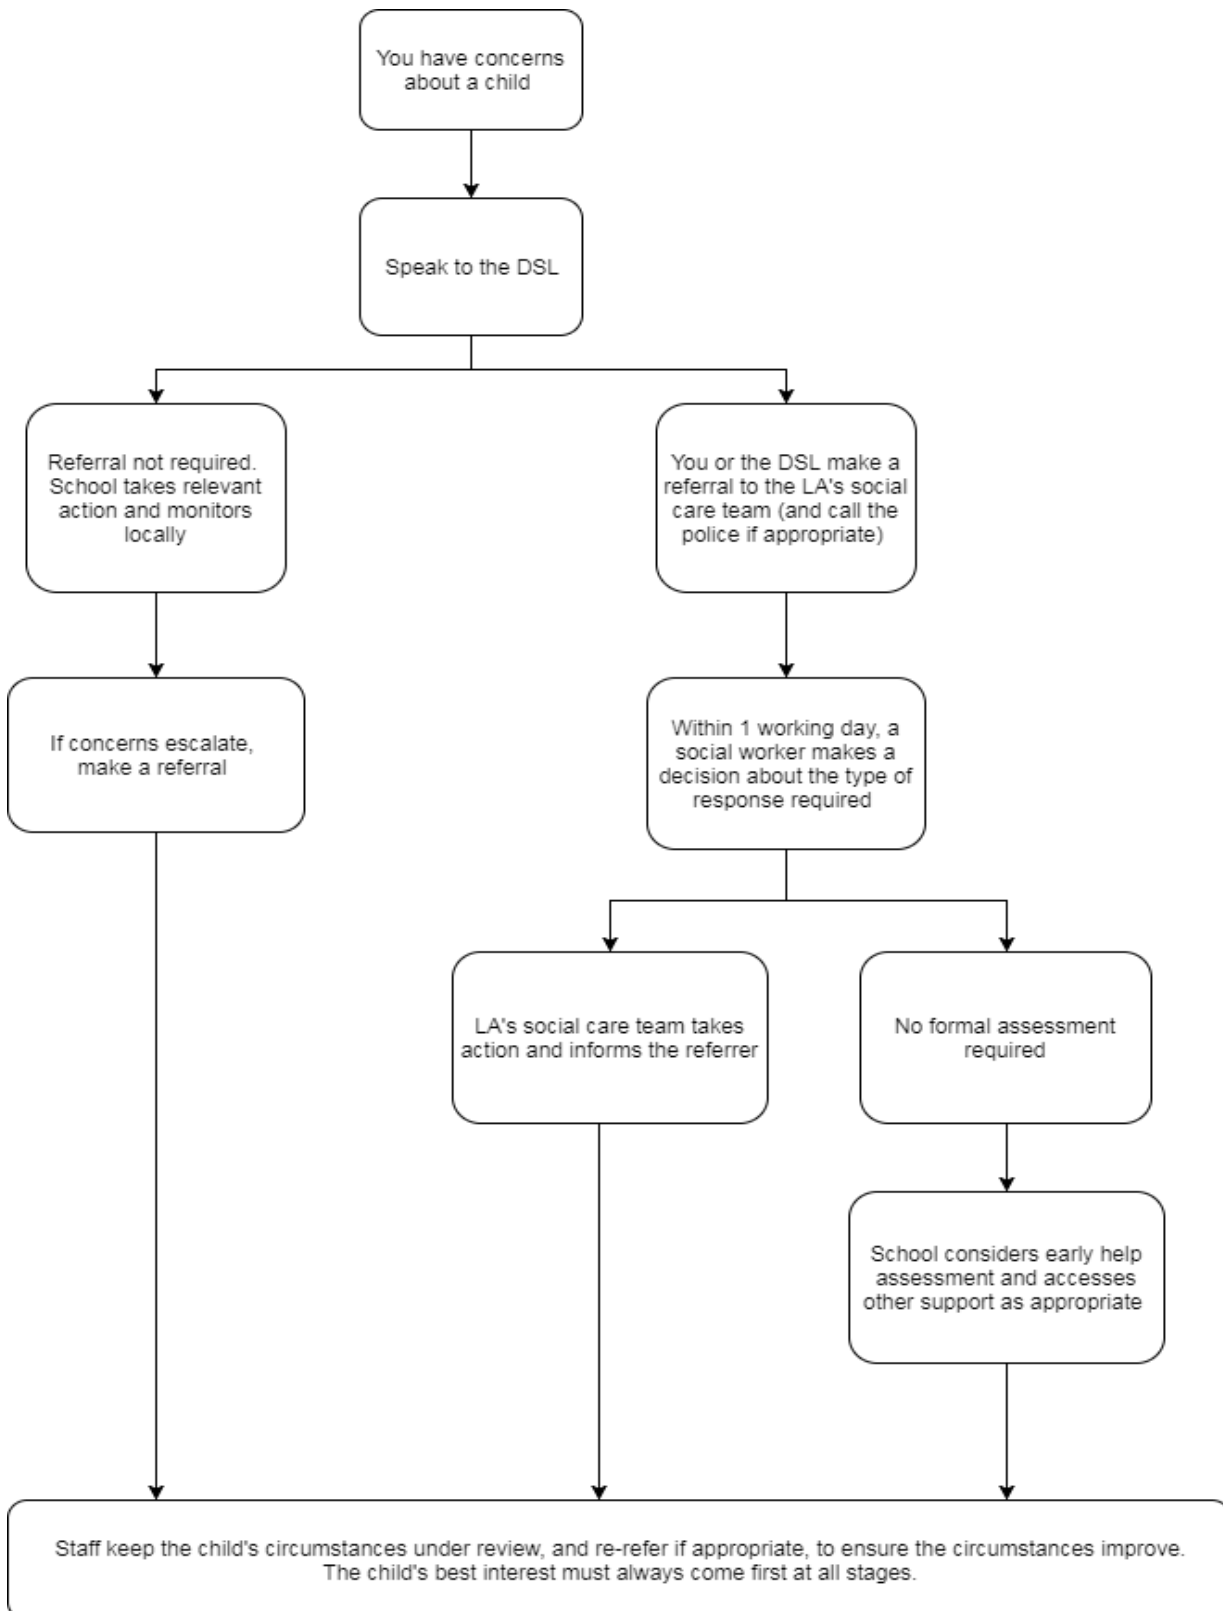 You have concerns
about a child
Speak to the DSL
Referral not required.
School takes relevant
action and monitors
locally
You or the DSL make a
referral to the LA's social
care team (and call the
police if appropriate)
If concerns escalate,
make a referral
Within 1 working day, a
social worker makes a
decision about the type of
response required
LA's social care team takes
action and informs the referrer
No formal assessment
required
School considers early help
assessment and accesses
other support as appropriate
Staff keep the child's circumstances under review, and re-refer if appropriate, to ensure the circumstances improve.
The child's best interest must always come first at all stages.